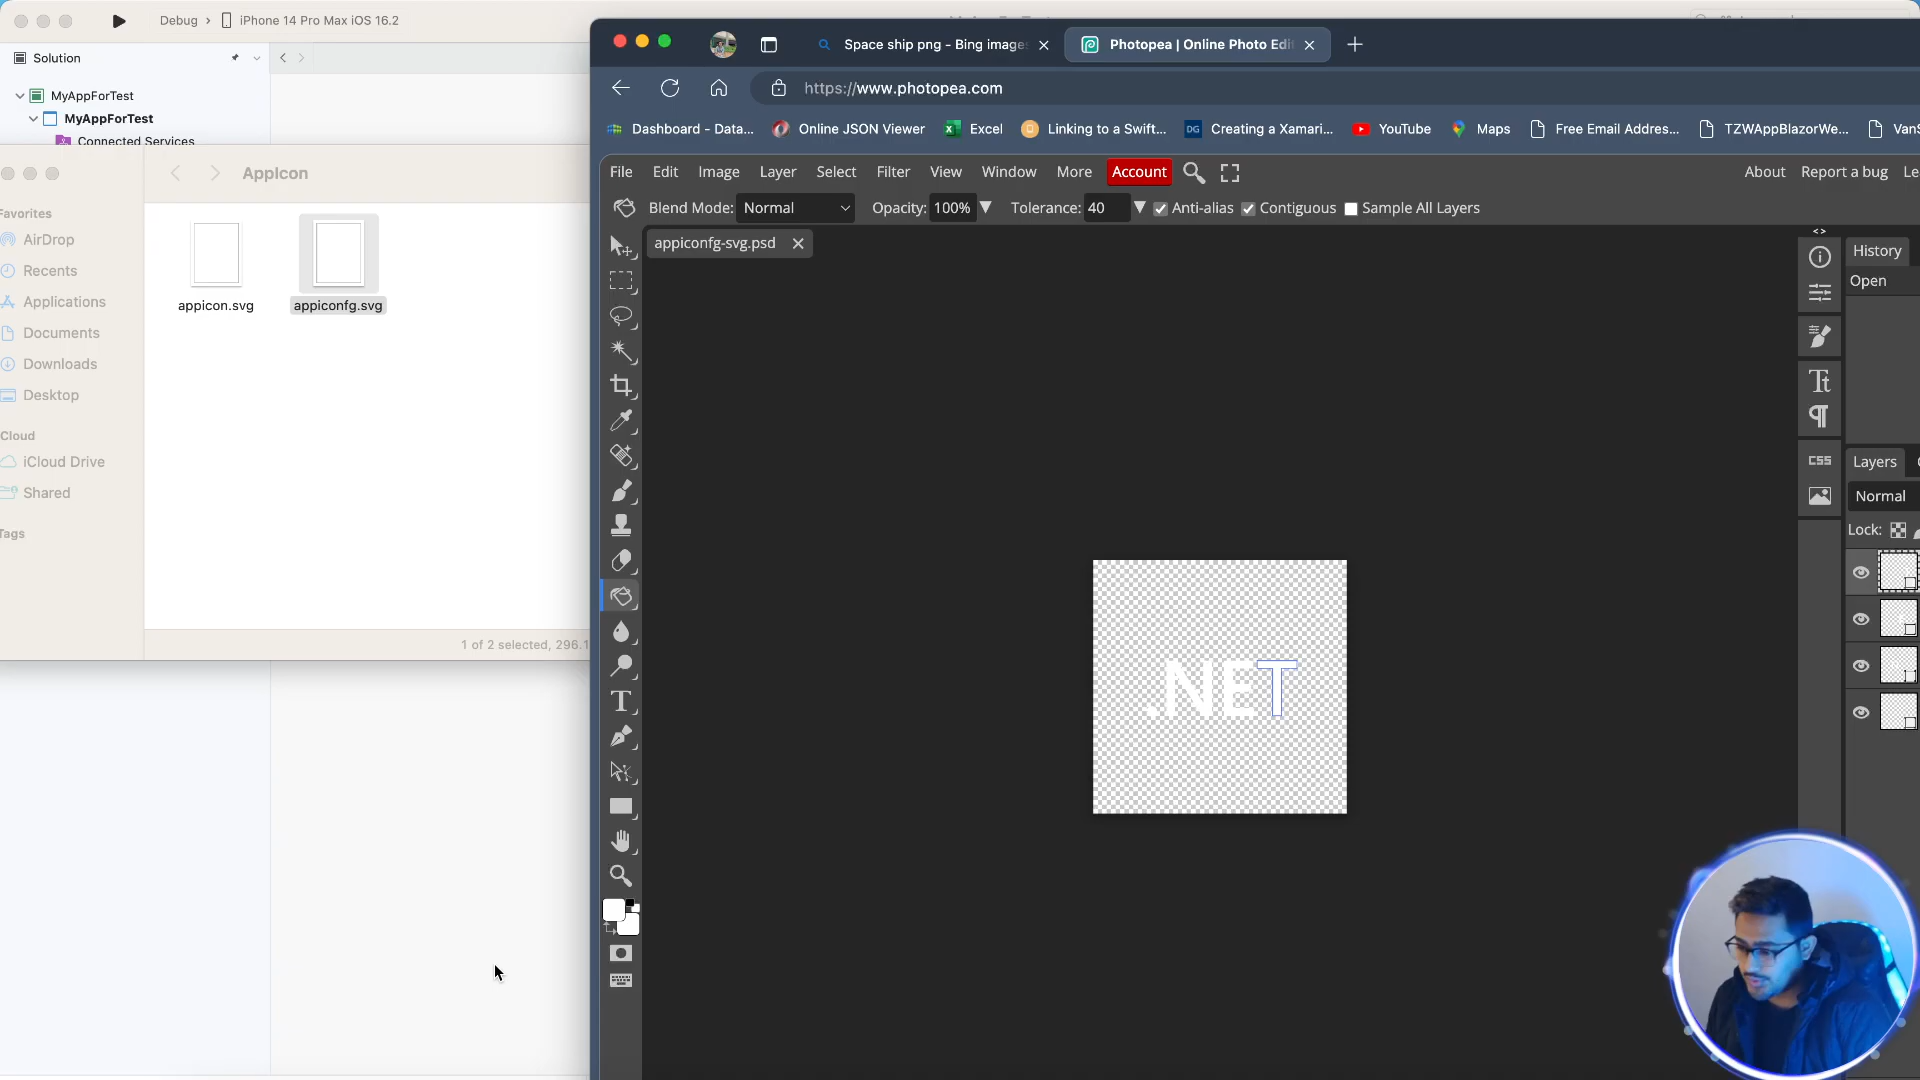 Debug
iPhone 14 Pro Max iOS 16.2
Solution
MyAppForTest
MyAppForTest
Connected Services
AppIcon
Favorites
AirDrop
Recents
Applications
Documents
Downloads
Desktop
Cloud
iCloud Drive
Shared
Tags
appicon.svg
appiconfg.svg
1 of 2 selected, 296.1
Space ship png - Bing images
Photopea | Online Photo Edi
https://www.photopea.com
Dashboard - Data...
Online JSON Viewer
Excel
Linking to a Swift...
DG
Creating a Xamari...
YouTube
Maps
Free Email Addres...
TZWAppBlazorWe...
VanS
File
Edit
Image
Layer
Select
Filter
View
Window
More
Account
About
Report a bug
Le
Blend Mode:
Normal
Opacity:
100%
Tolerance:
40
Anti-alias
Contiguous
Sample All Layers
appiconfg-svg.psd
.NET
<>
CSS
History
Open
Layers
Normal
Lock: